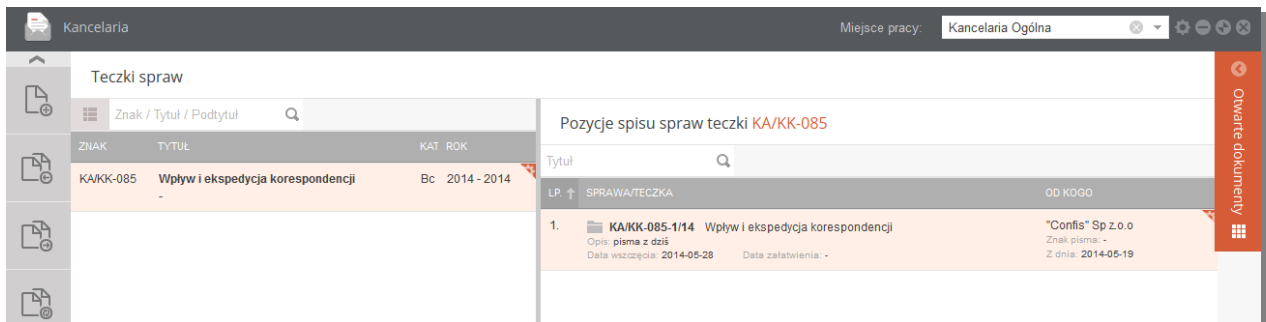 Kancelaria
Miejsce pracy: Kancelaria Ogólna
Teczki spraw
Znak / Tytuł / Podtytuł
ZNAK TYTUŁ KAT ROK
KA/KK-085 Wpływ i ekspedycja korespondencji Bc 2014 - 2014
-
Pozycje spisu spraw teczki KA/KK-085
Tytuł
LP. SPRAWA/TECZKA OD KOGO
1. KA/KK-085-1/14 Wpływ i ekspedycja korespondencji "Confis" Sp z.o.o
Opis: pisma z dziś Znak pisma: -
Data wszczęcia: 2014-05-28 Data załatwienia: - Z dnia: 2014-05-19
Otwarte dokumenty